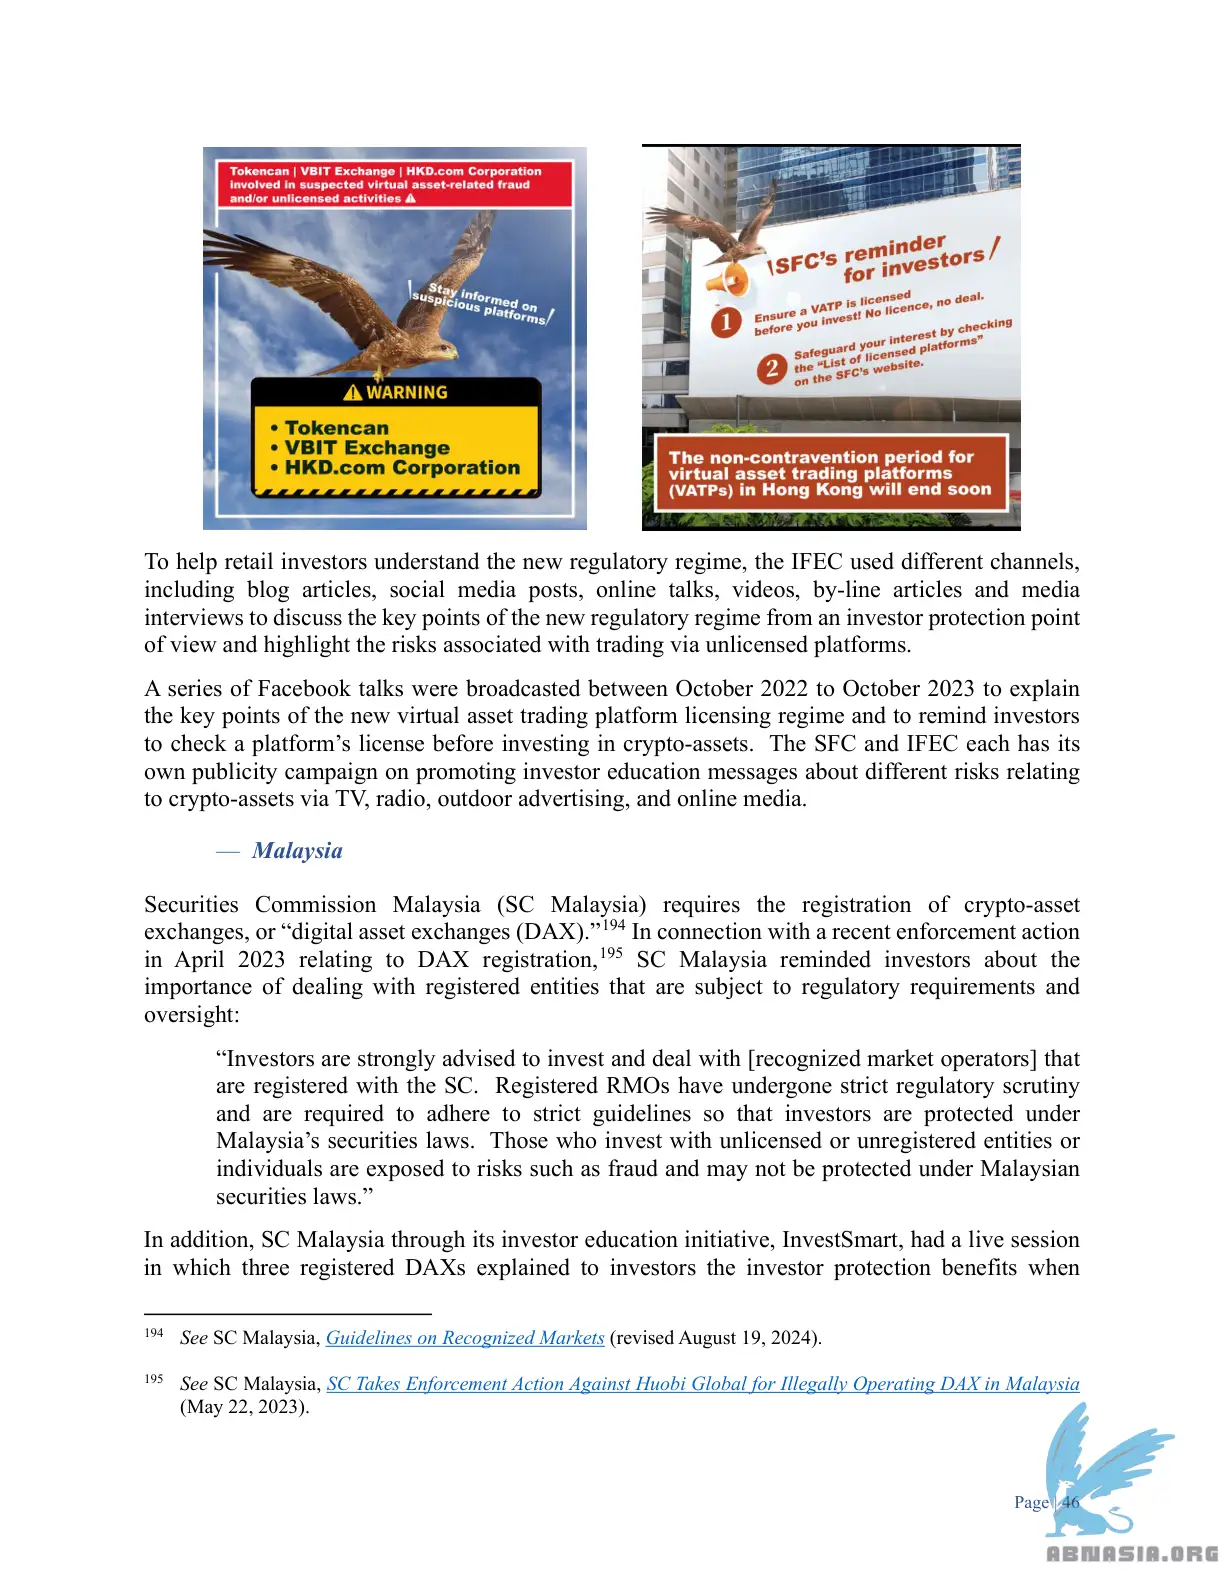 Tokencan | VBIT Exchange | HKD.com Corporation
involved in suspected virtual asset-related fraud
and/or unlicensed activities ⚠
Stay informed on
suspicious platforms
⚠ WARNING
• Tokencan
• VBIT Exchange
• HKD.com Corporation
SFC's reminder
for investors
1 Ensure a VATP is licensed
before you invest! No licence, no deal.
2 Safeguard your interest by checking
the "List of licensed platforms"
on the SFC's website.
The non-contravention period for
virtual asset trading platforms
(VATPs) in Hong Kong will end soon
To help retail investors understand the new regulatory regime, the IFEC used different channels,
including blog articles, social media posts, online talks, videos, by-line articles and media
interviews to discuss the key points of the new regulatory regime from an investor protection point
of view and highlight the risks associated with trading via unlicensed platforms.
A series of Facebook talks were broadcasted between October 2022 to October 2023 to explain
the key points of the new virtual asset trading platform licensing regime and to remind investors
to check a platform's license before investing in crypto-assets.  The SFC and IFEC each has its
own publicity campaign on promoting investor education messages about different risks relating
to crypto-assets via TV, radio, outdoor advertising, and online media.
— Malaysia
Securities Commission Malaysia (SC Malaysia) requires the registration of crypto-asset
exchanges, or “digital asset exchanges (DAX).”194 In connection with a recent enforcement action
in April 2023 relating to DAX registration,195 SC Malaysia reminded investors about the
importance of dealing with registered entities that are subject to regulatory requirements and
oversight:
“Investors are strongly advised to invest and deal with [recognized market operators] that
are registered with the SC.  Registered RMOs have undergone strict regulatory scrutiny
and are required to adhere to strict guidelines so that investors are protected under
Malaysia's securities laws.  Those who invest with unlicensed or unregistered entities or
individuals are exposed to risks such as fraud and may not be protected under Malaysian
securities laws.”
In addition, SC Malaysia through its investor education initiative, InvestSmart, had a live session
in which three registered DAXs explained to investors the investor protection benefits when
194 See SC Malaysia, Guidelines on Recognized Markets (revised August 19, 2024).
195 See SC Malaysia, SC Takes Enforcement Action Against Huobi Global for Illegally Operating DAX in Malaysia
(May 22, 2023).
Page | 46
ABNASIA.ORG